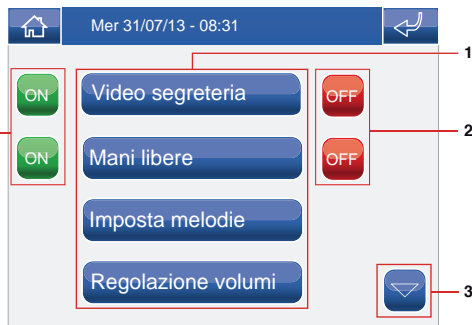 Mer 31/07/13 - 08:31
1
ON Video segreteria OFF
2
ON Mani libere OFF
Imposta melodie
Regolazione volumi
3